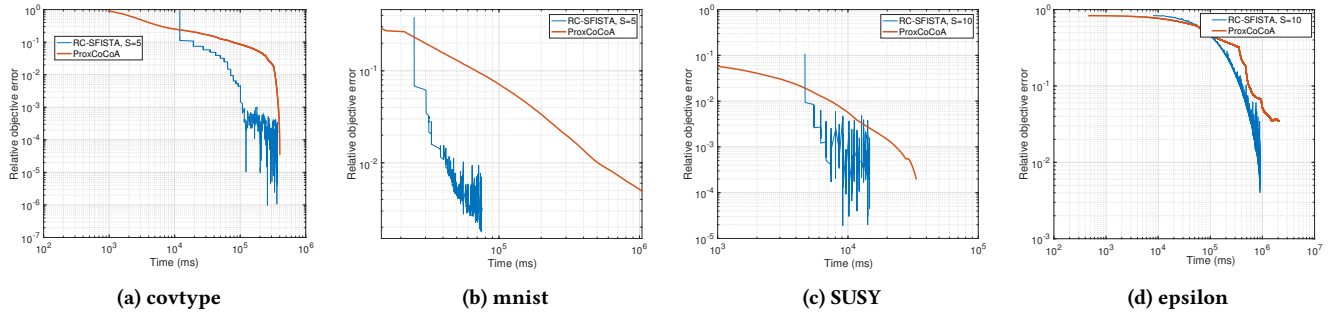 10^0
10^-1
10^-2
10^-3
10^-4
10^-5
10^-6
10^-7
Relative objective error
RC-SFISTA, S=5
ProxCoCoA
10^2
10^3
10^4
10^5
10^6
Time (ms)
(a) covtype
10^-1
10^-2
Relative objective error
RC-SFISTA, S=5
ProxCoCoA
10^5
10^6
Time (ms)
(b) mnist
10^0
10^-1
10^-2
10^-3
10^-4
10^-5
Relative objective error
RC-SFISTA, S=10
ProxCoCoA
10^3
10^4
10^5
Time (ms)
(c) SUSY
10^0
10^-1
10^-2
10^-3
Relative objective error
RC-SFISTA, S=10
ProxCoCoA
10^2
10^3
10^4
10^5
10^6
10^7
Time (ms)
(d) epsilon